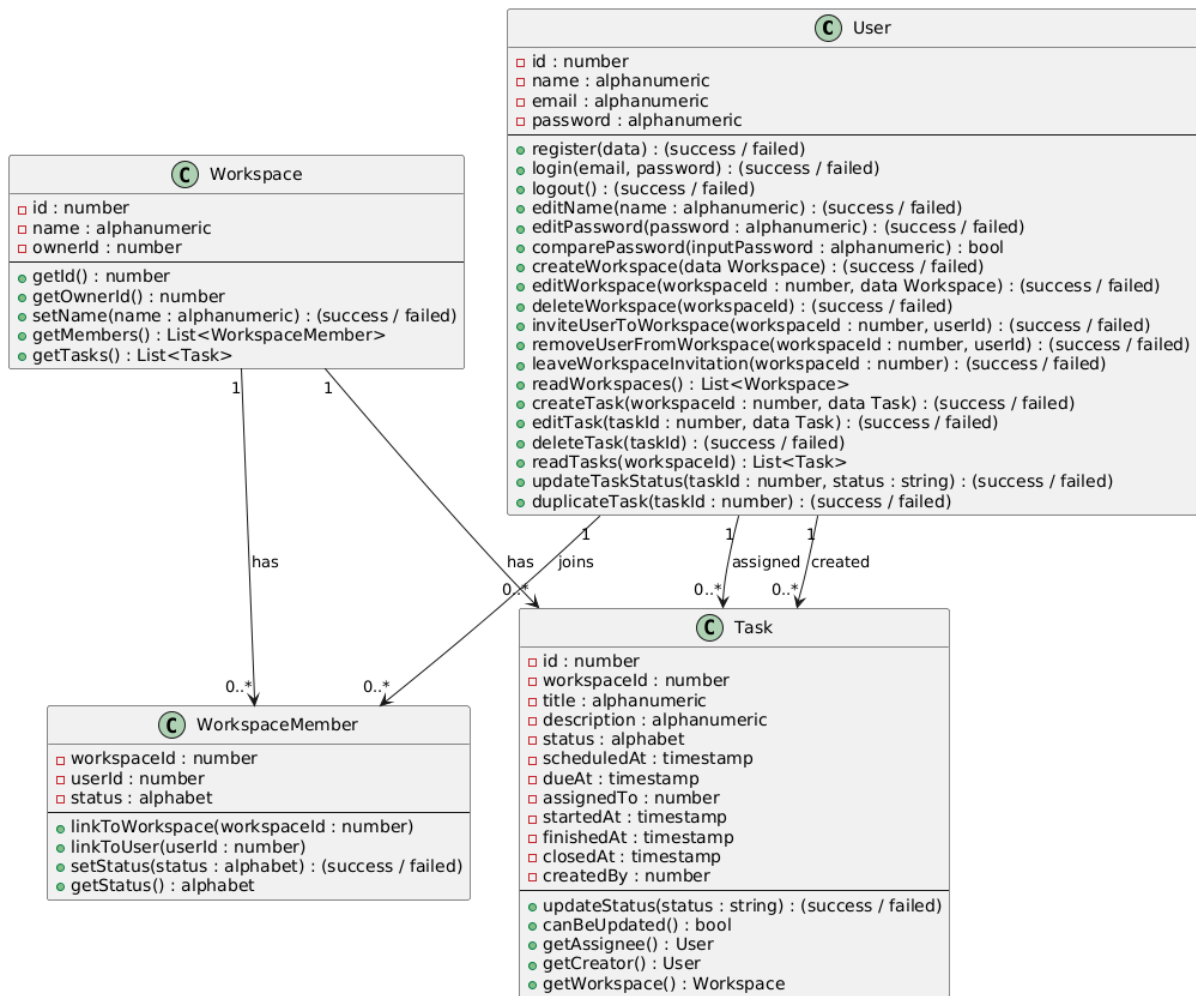 C User
id : number
name : alphanumeric
email : alphanumeric
password : alphanumeric
register(data) : (success / failed)
login(email, password) : (success / failed)
logout() : (success / failed)
editName(name : alphanumeric) : (success / failed)
editPassword(password : alphanumeric) : (success / failed)
comparePassword(inputPassword : alphanumeric) : bool
createWorkspace(data Workspace) : (success / failed)
editWorkspace(workspaceId : number, data Workspace) : (success / failed)
deleteWorkspace(workspaceId) : (success / failed)
inviteUserToWorkspace(workspaceId : number, userId) : (success / failed)
removeUserFromWorkspace(workspaceId : number, userId) : (success / failed)
leaveWorkspaceInvitation(workspaceId : number) : (success / failed)
readWorkspaces() : List<Workspace>
createTask(workspaceId : number, data Task) : (success / failed)
editTask(taskId : number, data Task) : (success / failed)
deleteTask(taskId) : (success / failed)
readTasks(workspaceId) : List<Task>
updateTaskStatus(taskId : number, status : string) : (success / failed)
duplicateTask(taskId : number) : (success / failed)
C Workspace
id : number
name : alphanumeric
ownerId : number
getId() : number
getOwnerId() : number
setName(name : alphanumeric) : (success / failed)
getMembers() : List<WorkspaceMember>
getTasks() : List<Task>
1
1
1
1
1
has
has
joins
assigned
created
0..*
0..*
0..*
0..*
0..*
C WorkspaceMember
workspaceId : number
userId : number
status : alphabet
linkToWorkspace(workspaceId : number)
linkToUser(userId : number)
setStatus(status : alphabet) : (success / failed)
getStatus() : alphabet
C Task
id : number
workspaceId : number
title : alphanumeric
description : alphanumeric
status : alphabet
scheduledAt : timestamp
dueAt : timestamp
assignedTo : number
startedAt : timestamp
finishedAt : timestamp
closedAt : timestamp
createdBy : number
updateStatus(status : string) : (success / failed)
canBeUpdated() : bool
getAssignee() : User
getCreator() : User
getWorkspace() : Workspace